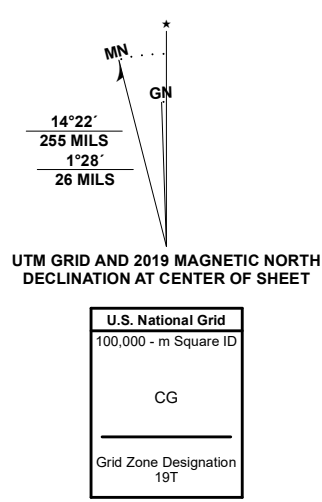 ★
MN
GN
14°22´
255 MILS
1°28´
26 MILS
UTM GRID AND 2019 MAGNETIC NORTH
DECLINATION AT CENTER OF SHEET
U.S. National Grid
100,000 - m Square ID
CG
Grid Zone Designation
19T